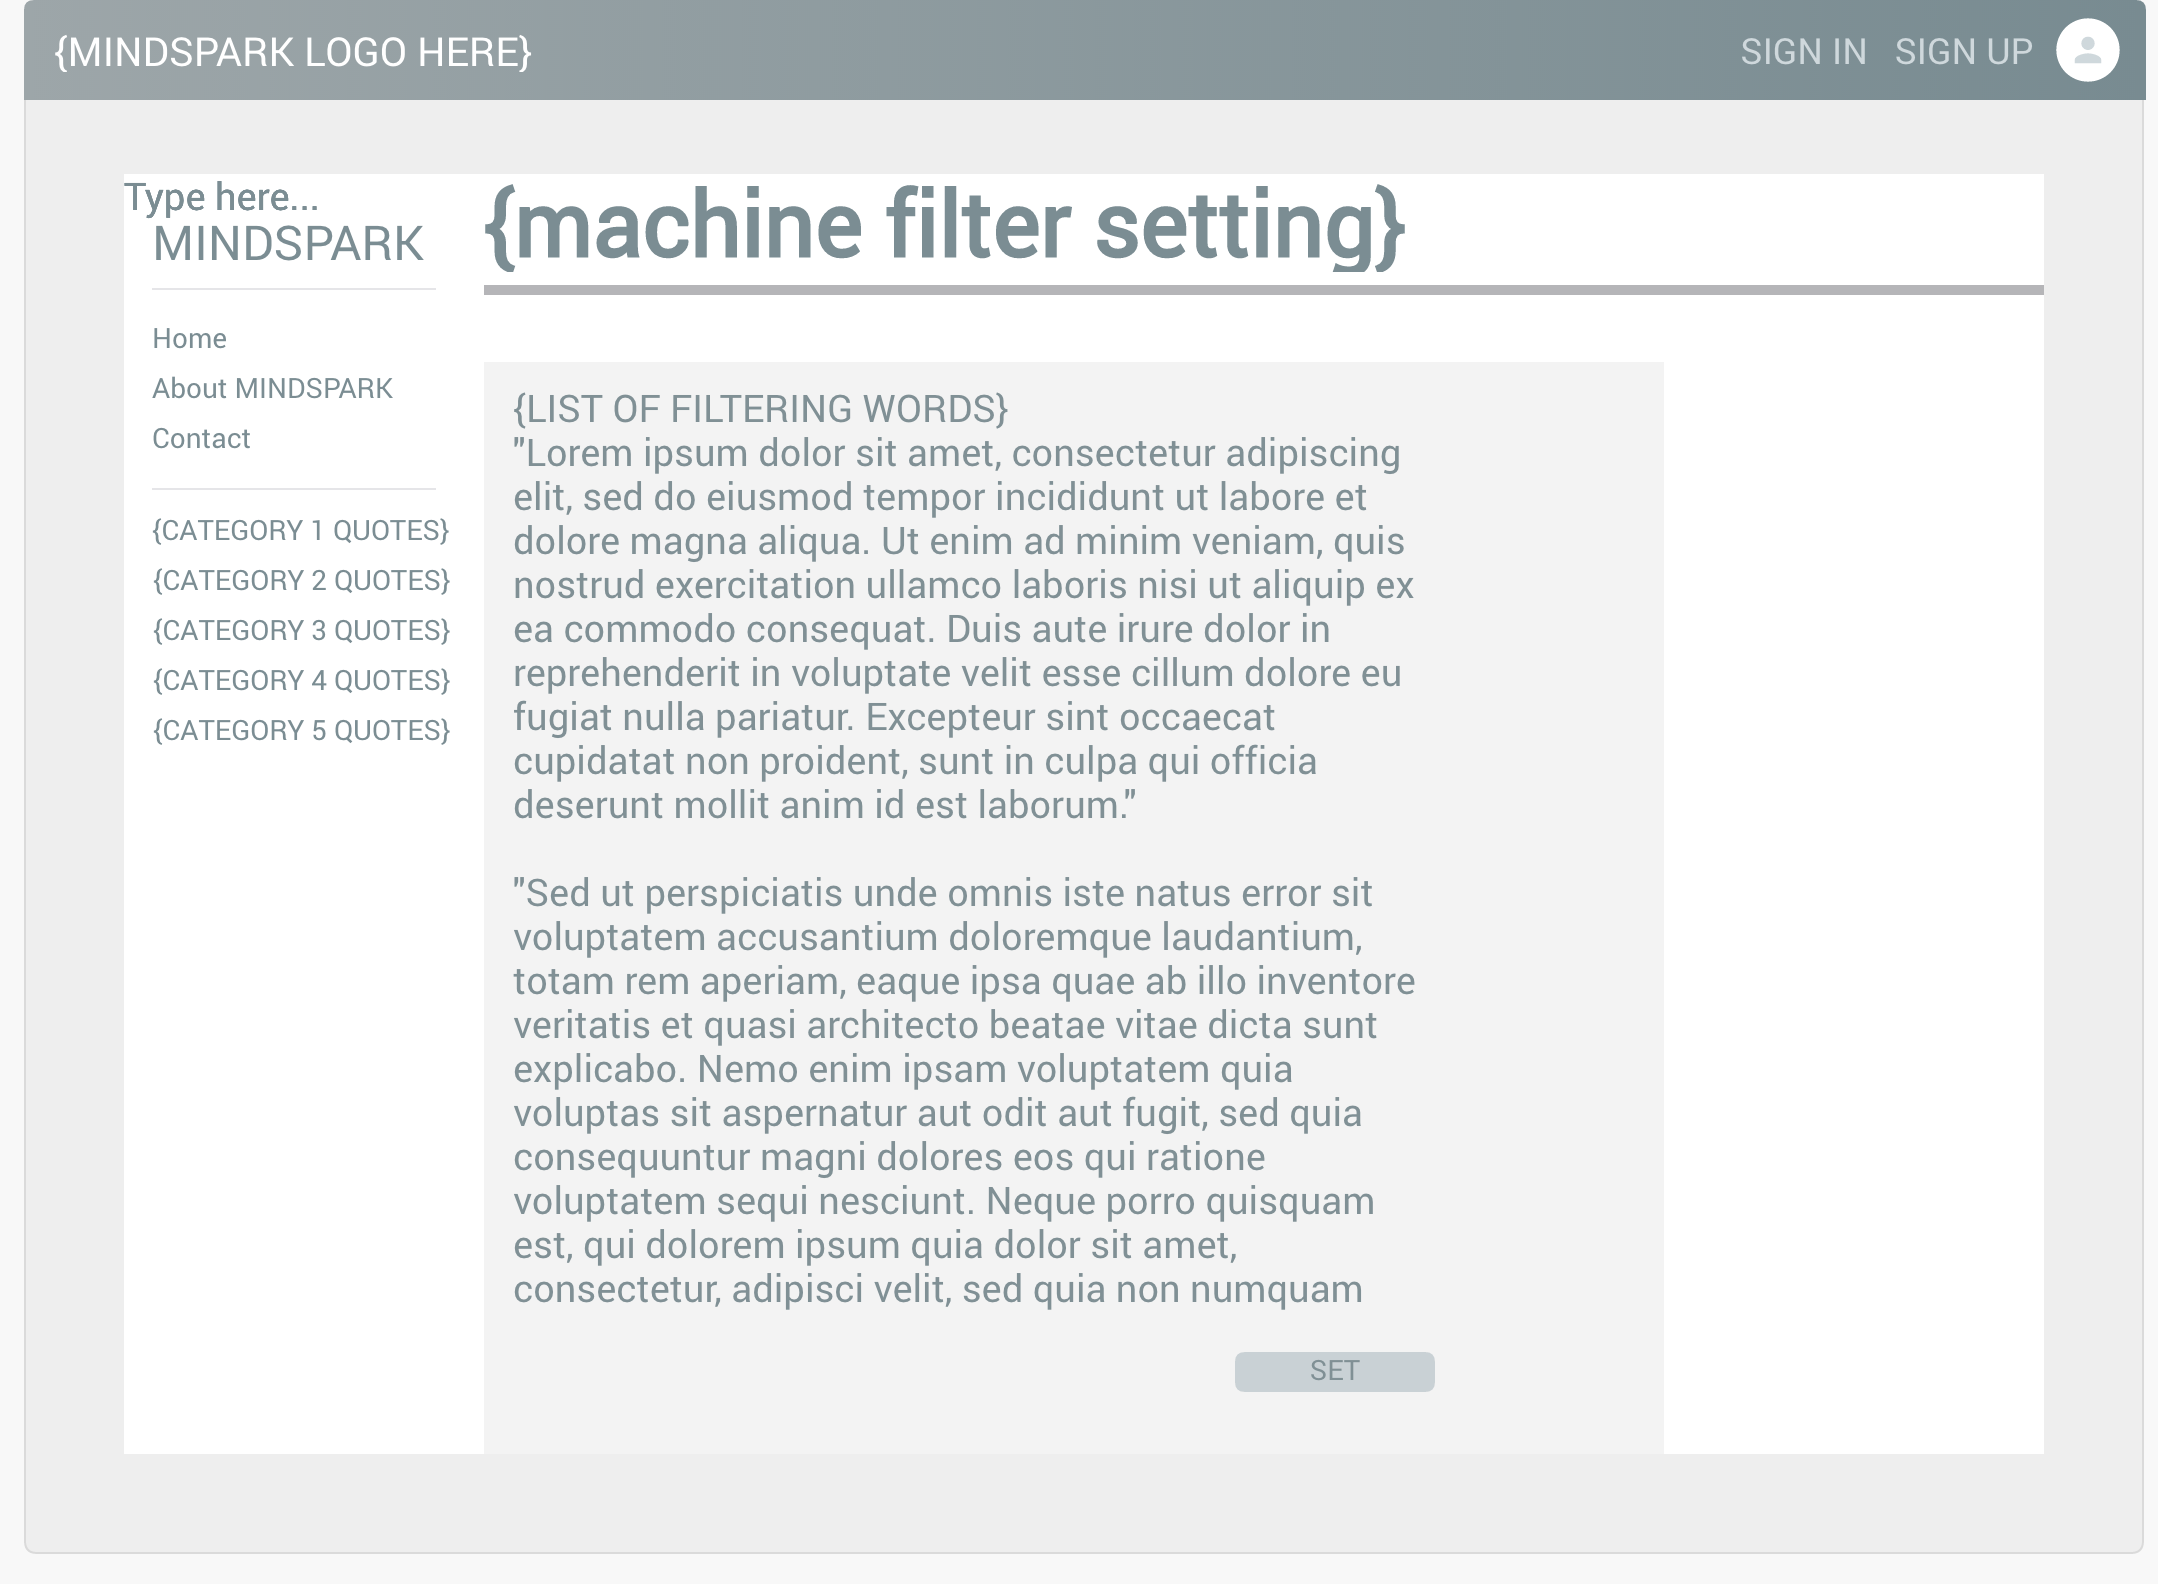 {MINDSPARK LOGO HERE}
SIGN IN SIGN UP
Type here...
MINDSPARK
Home
About MINDSPARK
Contact
{CATEGORY 1 QUOTES}
{CATEGORY 2 QUOTES}
{CATEGORY 3 QUOTES}
{CATEGORY 4 QUOTES}
{CATEGORY 5 QUOTES}
{machine filter setting}
{LIST OF FILTERING WORDS}
"Lorem ipsum dolor sit amet, consectetur adipiscing
elit, sed do eiusmod tempor incididunt ut labore et
dolore magna aliqua. Ut enim ad minim veniam, quis
nostrud exercitation ullamco laboris nisi ut aliquip ex
ea commodo consequat. Duis aute irure dolor in
reprehenderit in voluptate velit esse cillum dolore eu
fugiat nulla pariatur. Excepteur sint occaecat
cupidatat non proident, sunt in culpa qui officia
deserunt mollit anim id est laborum."
"Sed ut perspiciatis unde omnis iste natus error sit
voluptatem accusantium doloremque laudantium,
totam rem aperiam, eaque ipsa quae ab illo inventore
veritatis et quasi architecto beatae vitae dicta sunt
explicabo. Nemo enim ipsam voluptatem quia
voluptas sit aspernatur aut odit aut fugit, sed quia
consequuntur magni dolores eos qui ratione
voluptatem sequi nesciunt. Neque porro quisquam
est, qui dolorem ipsum quia dolor sit amet,
consectetur, adipisci velit, sed quia non numquam
SET